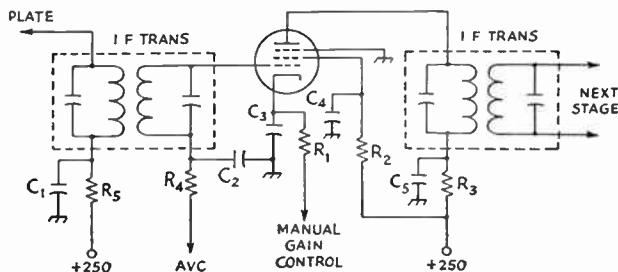 PLATE
I F TRANS
I F TRANS
C3
C4
NEXT
STAGE
C1
R5
R4
C2
R1
R2
C5
R3
MANUAL
GAIN
CONTROL
+250
AVC
+250